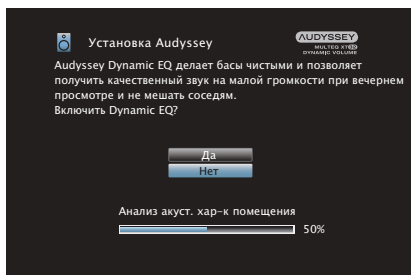 Установка Audyssey
AUDYSSEY
MULTEQ XT32
DYNAMIC VOLUME
Audyssey Dynamic EQ делает басы чистыми и позволяет
получить качественный звук на малой громкости при вечернем
просмотре и не мешать соседям.
Включить Dynamic EQ?
Да
Нет
Анализ акуст. хар-к помещения
50%